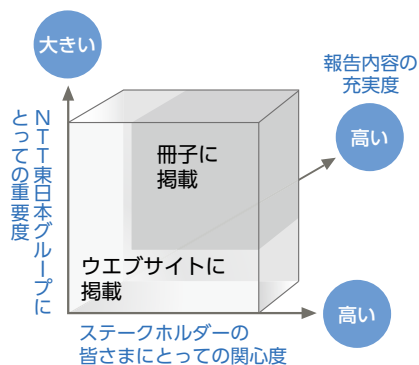 大きい
NTT東日本グループに
とっての重要度
報告内容の
充実度
高い
冊子に
掲載
ウエブサイトに
掲載
高い
ステークホルダーの
皆さまにとっての関心度